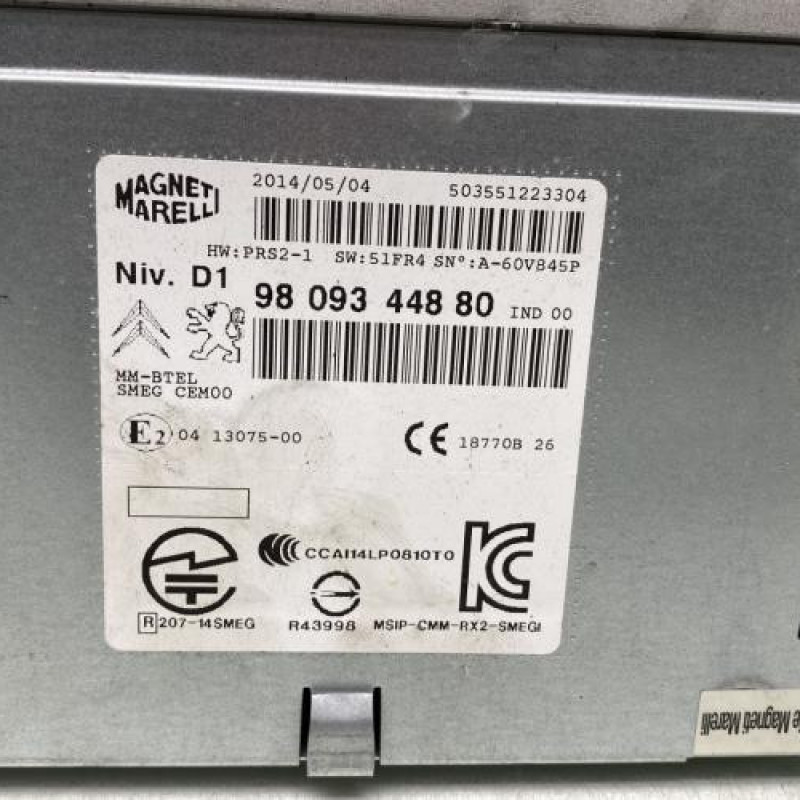 MAGNETI
MARELLI
2014/05/04 503551223304
HW:PRS2-1 SW:51FR4 SN°:A-60V845P
Niv. D1
98 093 448 80 IND 00
MM-BTEL
SMEG CEM00
E2 04 13075-00
CE 18770B 26
CCAI14LP0810T0
KC
R 207-14SMEG R43998 MSIP-CMM-RX2-SMEGI
Magneti Marelli